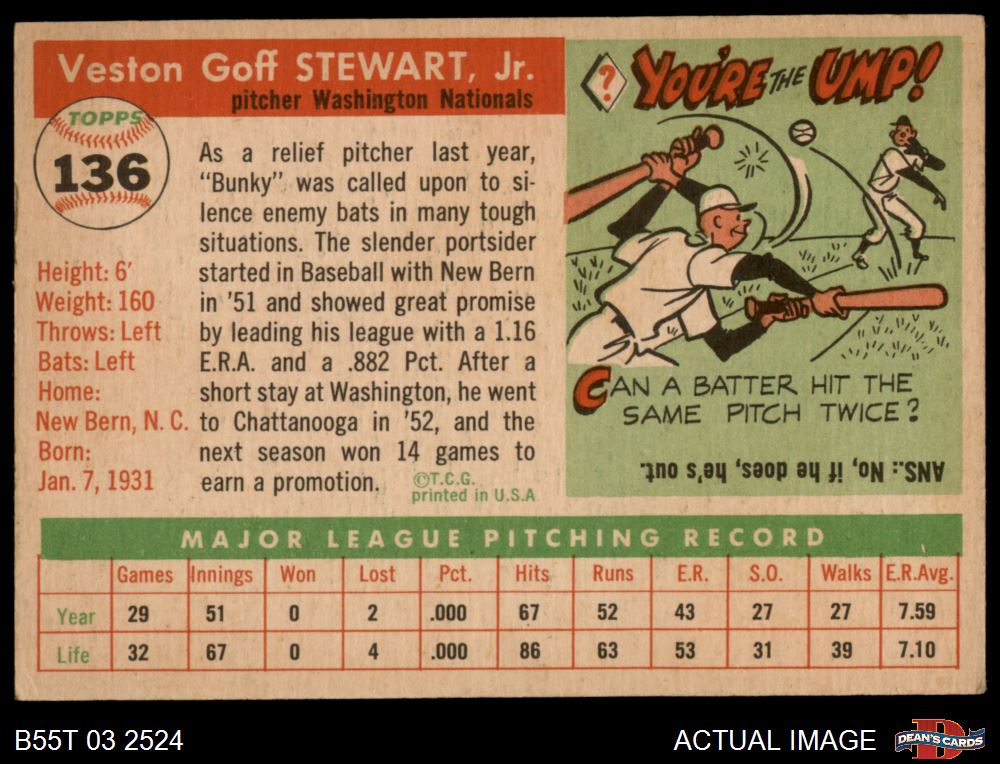 Veston Goff STEWART, Jr.
pitcher Washington Nationals
TOPPS
136
Height: 6'
Weight: 160
Throws: Left
Bats: Left
Home:
New Bern, N. C.
Born:
Jan. 7, 1931
As a relief pitcher last year,
"Bunky" was called upon to si-
lence enemy bats in many tough
situations. The slender portsider
started in Baseball with New Bern
in '51 and showed great promise
by leading his league with a 1.16
E.R.A. and a .882 Pct. After a
short stay at Washington, he went
to Chattanooga in '52, and the
next season won 14 games to
earn a promotion.
©T.C.G.
printed in U.S.A
? YOU'RE THE UMP!
CAN A BATTER HIT THE
SAME PITCH TWICE?
ANS.: No, if he does, he's out.
MAJOR LEAGUE PITCHING RECORD
Games Innings Won Lost Pct. Hits Runs E.R. S.O. Walks E.R.Avg.
Year 29 51 0 2 .000 67 52 43 27 27 7.59
Life 32 67 0 4 .000 86 63 53 31 39 7.10
B55T 03 2524
ACTUAL IMAGE
D
DEAN'S CARDS